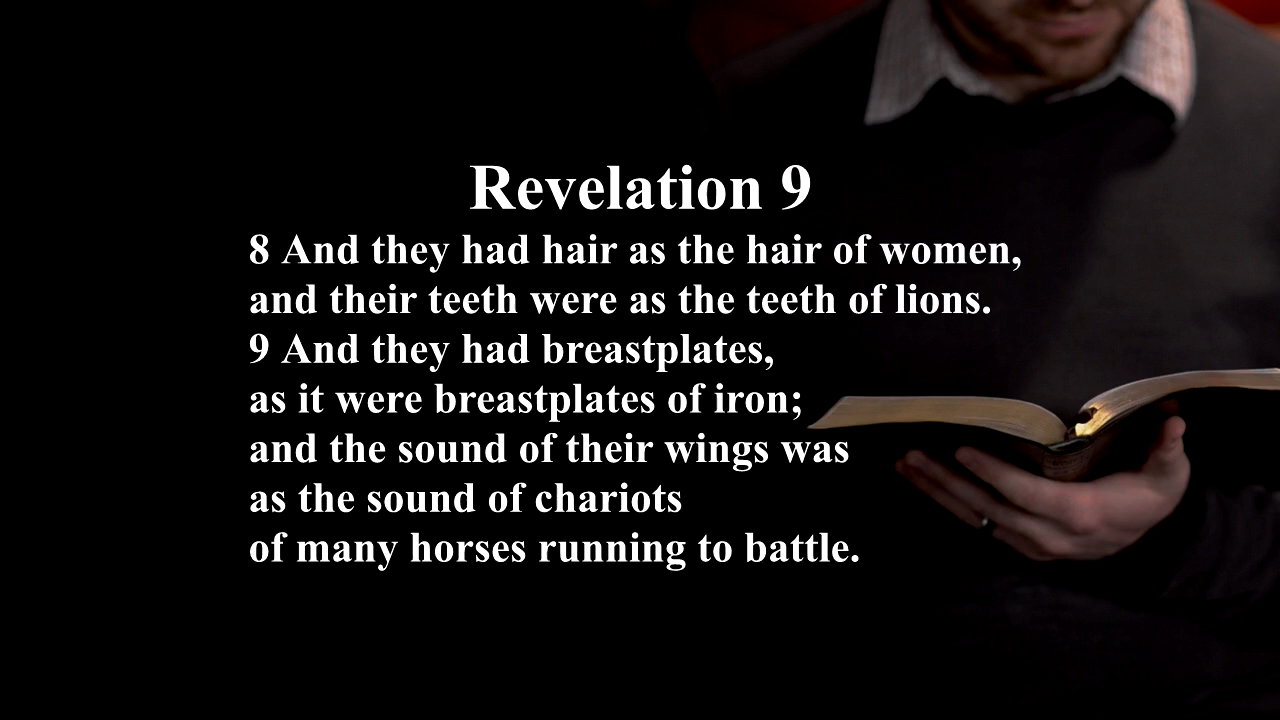 Revelation 9
8 And they had hair as the hair of women,
and their teeth were as the teeth of lions.
9 And they had breastplates,
as it were breastplates of iron;
and the sound of their wings was
as the sound of chariots
of many horses running to battle.